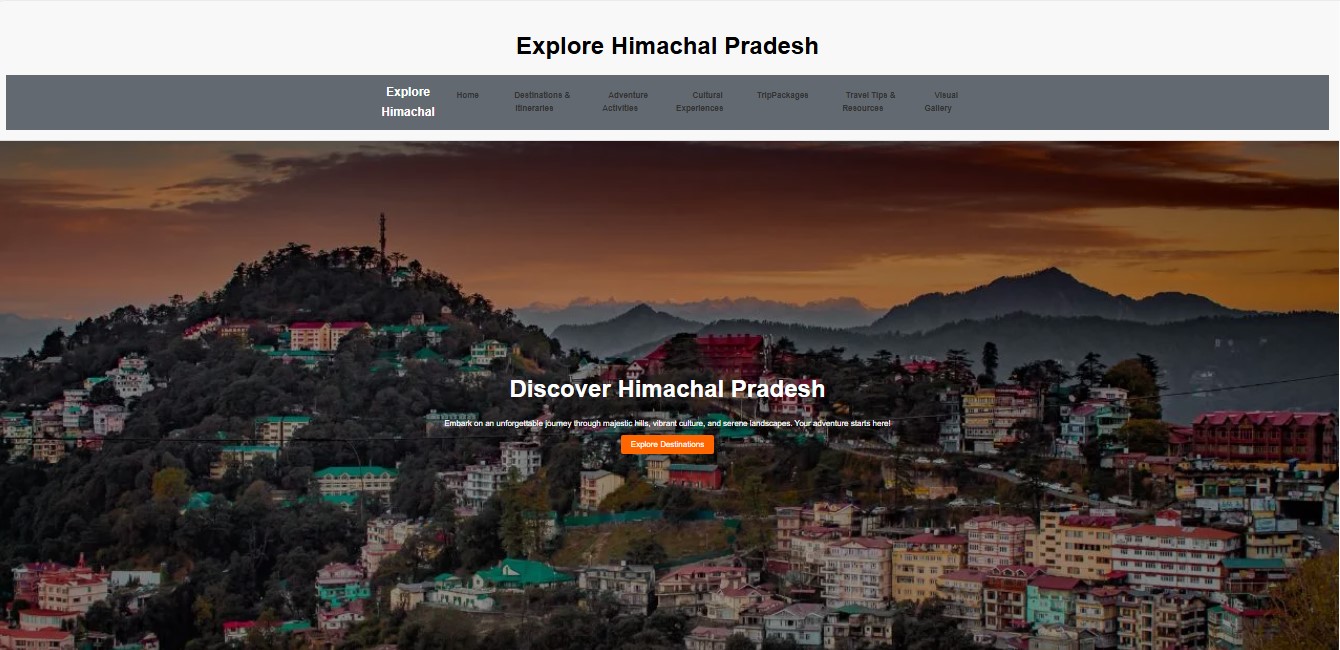 Explore Himachal Pradesh
Explore
Himachal
Home
Destinations &
Itineraries
Adventure
Activities
Cultural
Experiences
TripPackages
Travel Tips &
Resources
Visual
Gallery
Discover Himachal Pradesh
Embark on an unforgettable journey through majestic hills, vibrant culture, and serene landscapes. Your adventure starts here!
Explore Destinations